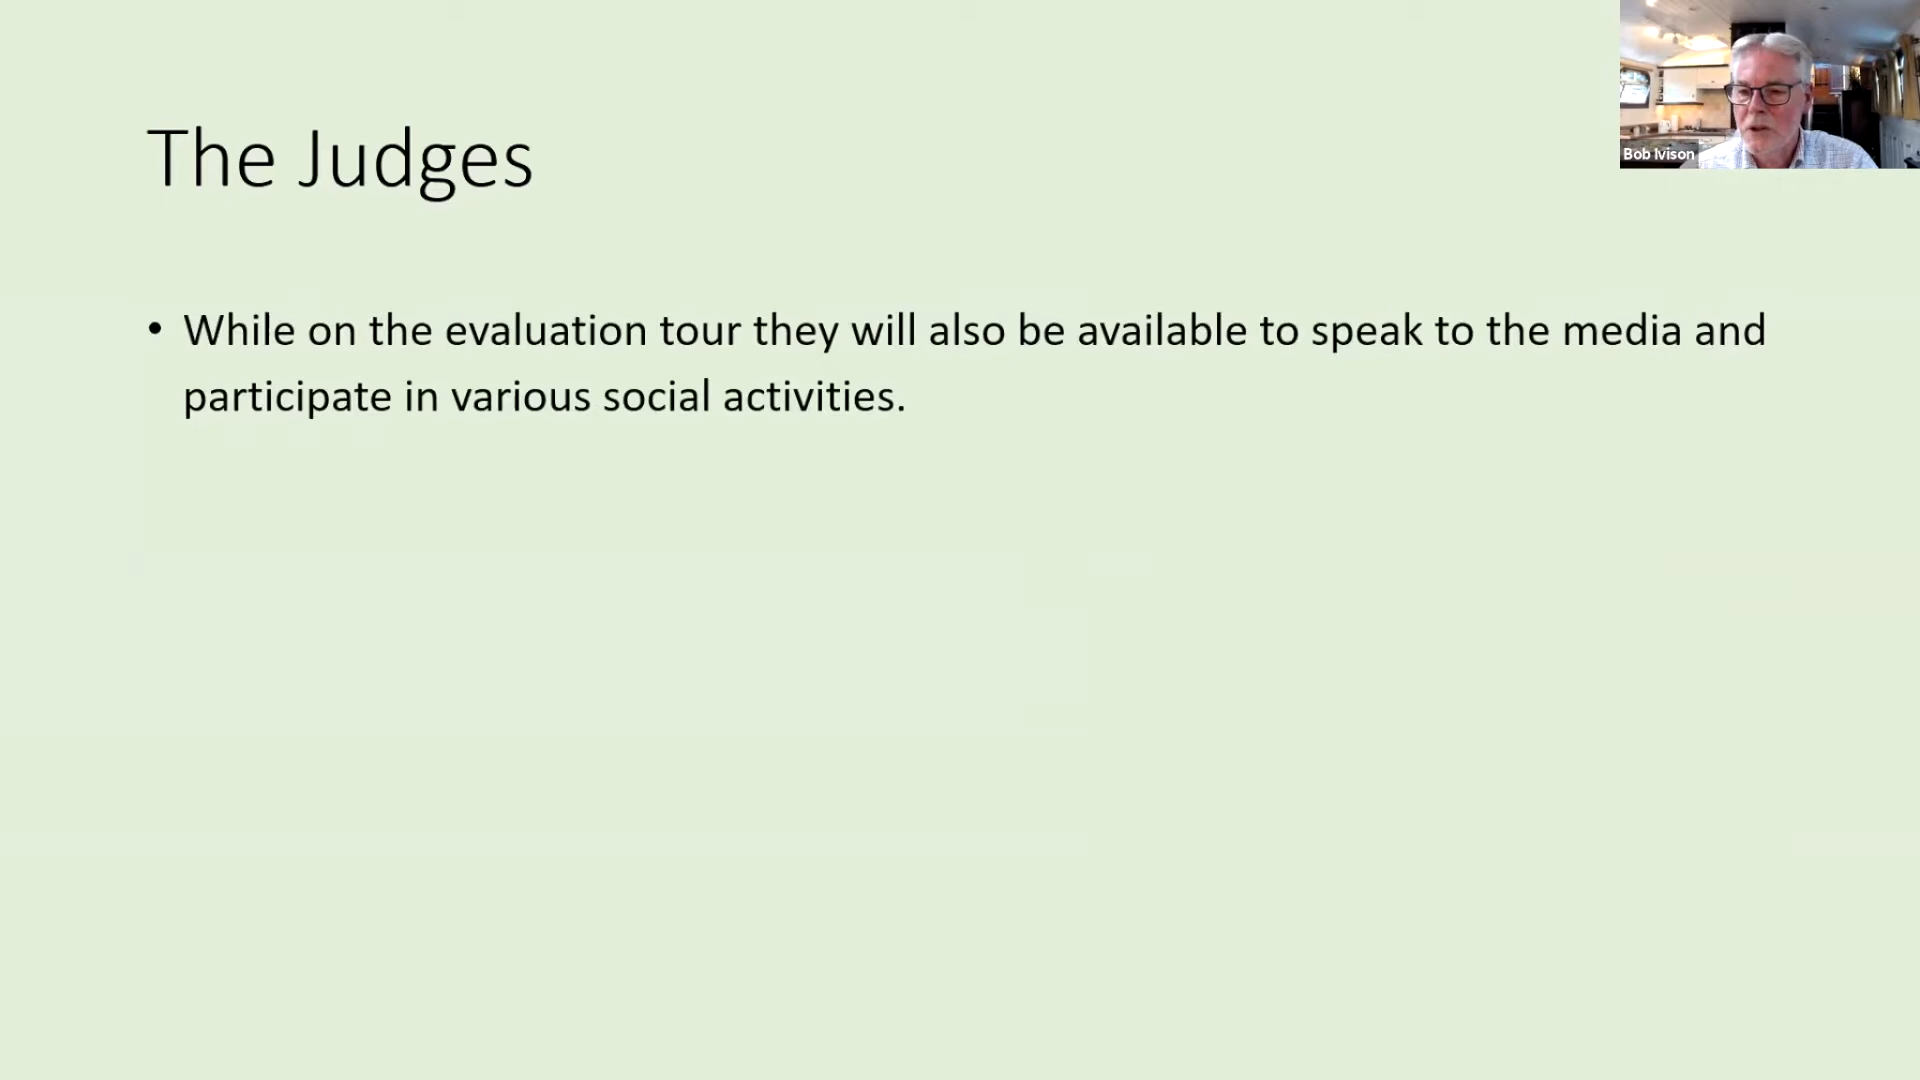 The Judges
• While on the evaluation tour they will also be available to speak to the media and
participate in various social activities.
Bob Ivison